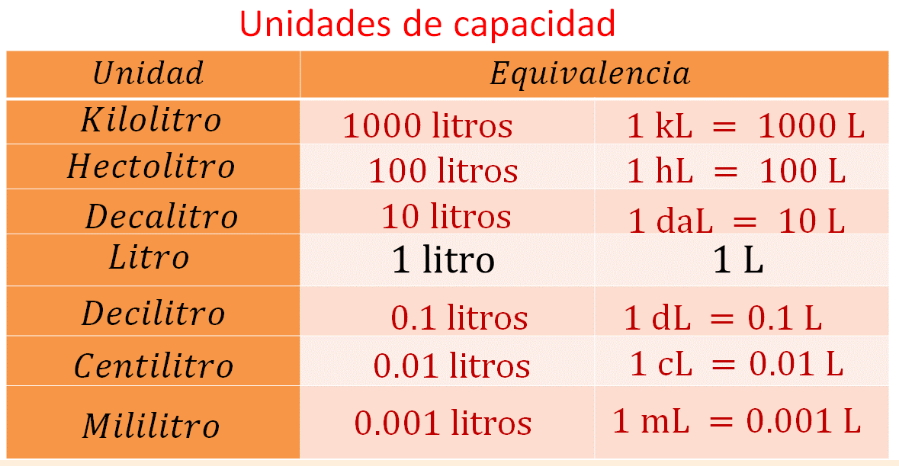 Unidades de capacidad
Unidad Equivalencia
Kilolitro 1000 litros 1 kL = 1000 L
Hectolitro 100 litros 1 hL = 100 L
Decalitro 10 litros 1 daL = 10 L
Litro 1 litro 1 L
Decilitro 0.1 litros 1 dL = 0.1 L
Centilitro 0.01 litros 1 cL = 0.01 L
Mililitro 0.001 litros 1 mL = 0.001 L